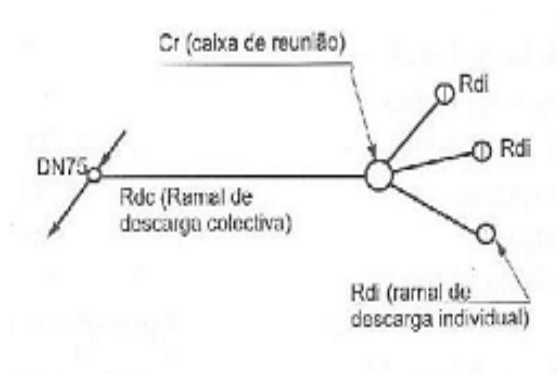 Cr (caixa de reunião)
Rdi
Rdi
DN75
Rdc (Ramal de
descarga colectiva)
Rdi (ramal de
descarga individual)